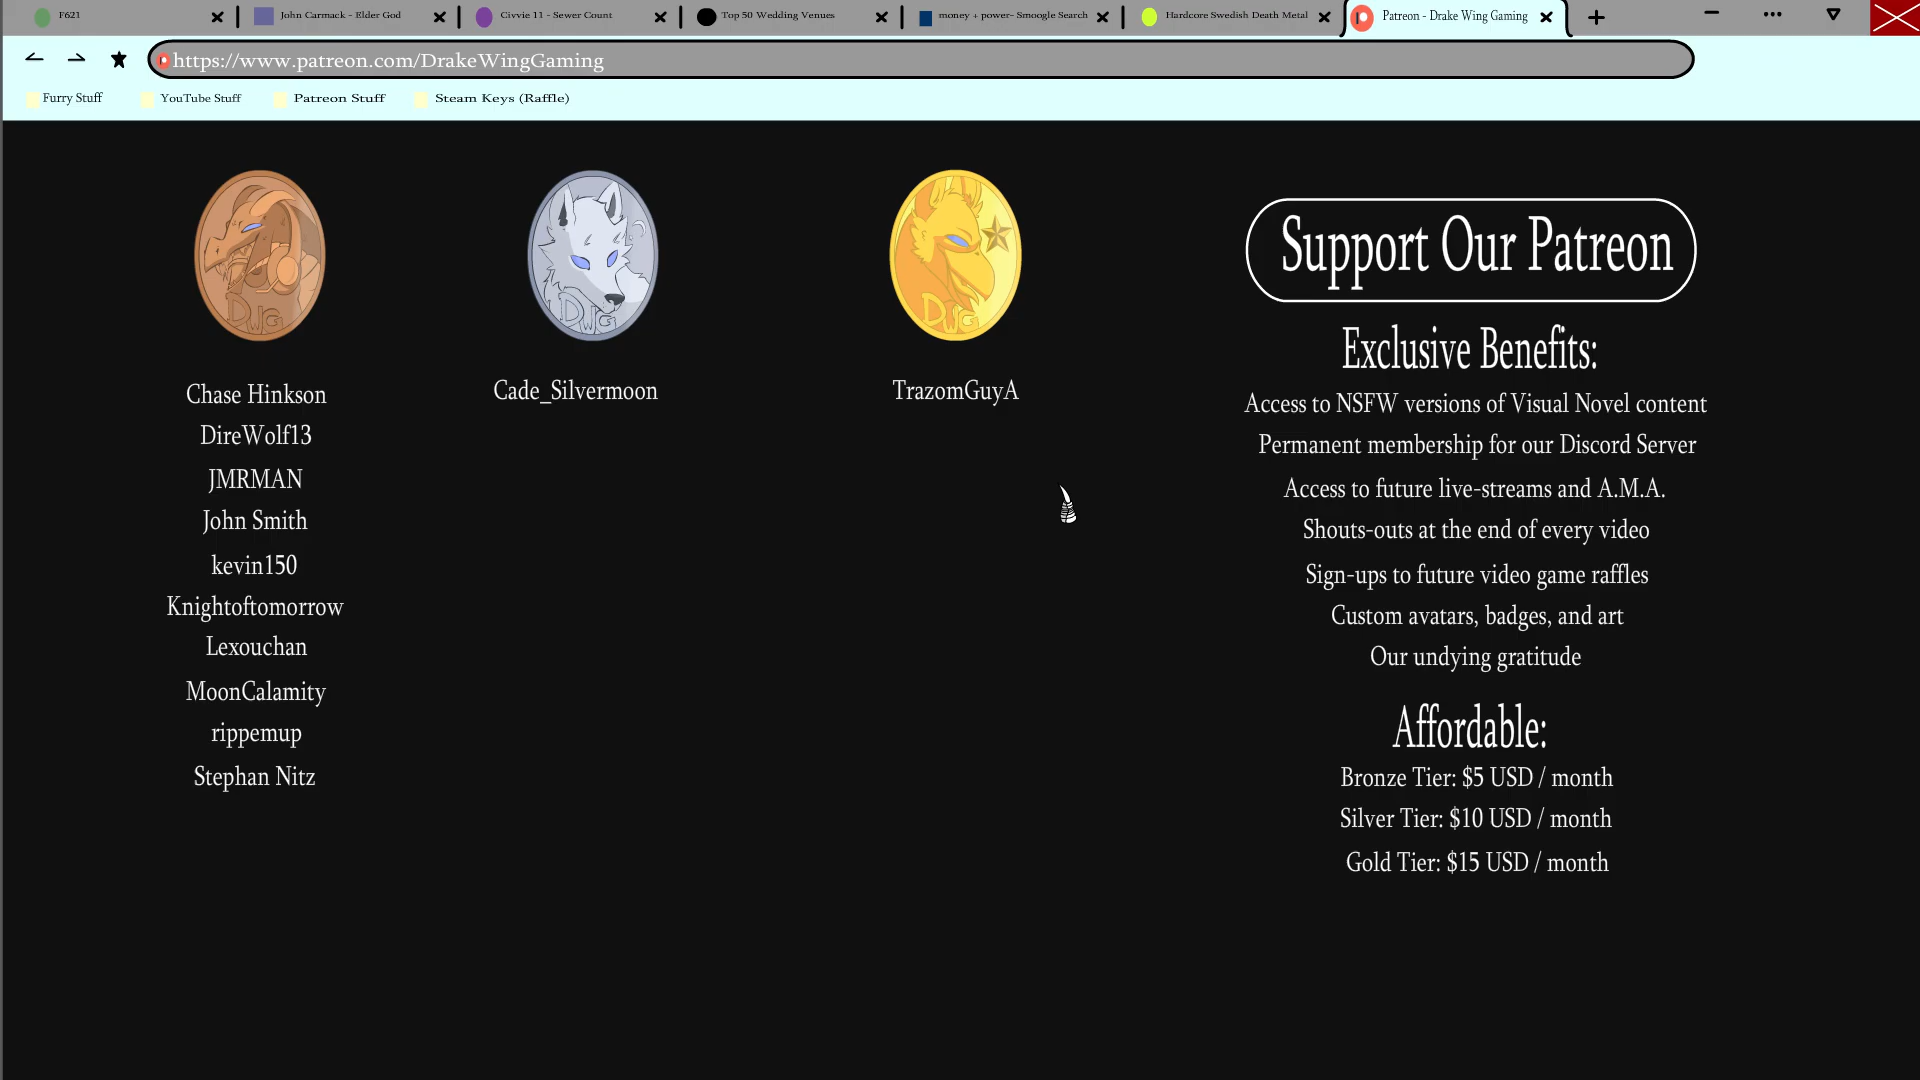 F621
John Carmack - Elder God
Civvie 11 - Sewer Count
Top 50 Wedding Venues
money + power- Smoogle Search
Hardcore Swedish Death Metal
Patreon - Drake Wing Gaming
https://www.patreon.com/DrakeWingGaming
Furry Stuff
YouTube Stuff
Patreon Stuff
Steam Keys (Raffle)
DWG
Chase Hinkson
DireWolf13
JMRMAN
John Smith
kevin150
Knightoftomorrow
Lexouchan
MoonCalamity
rippemup
Stephan Nitz
DWG
Cade_Silvermoon
DWG
TrazomGuyA
Support Our Patreon
Exclusive Benefits:
Access to NSFW versions of Visual Novel content
Permanent membership for our Discord Server
Access to future live-streams and A.M.A.
Shouts-outs at the end of every video
Sign-ups to future video game raffles
Custom avatars, badges, and art
Our undying gratitude
Affordable:
Bronze Tier: $5 USD / month
Silver Tier: $10 USD / month
Gold Tier: $15 USD / month